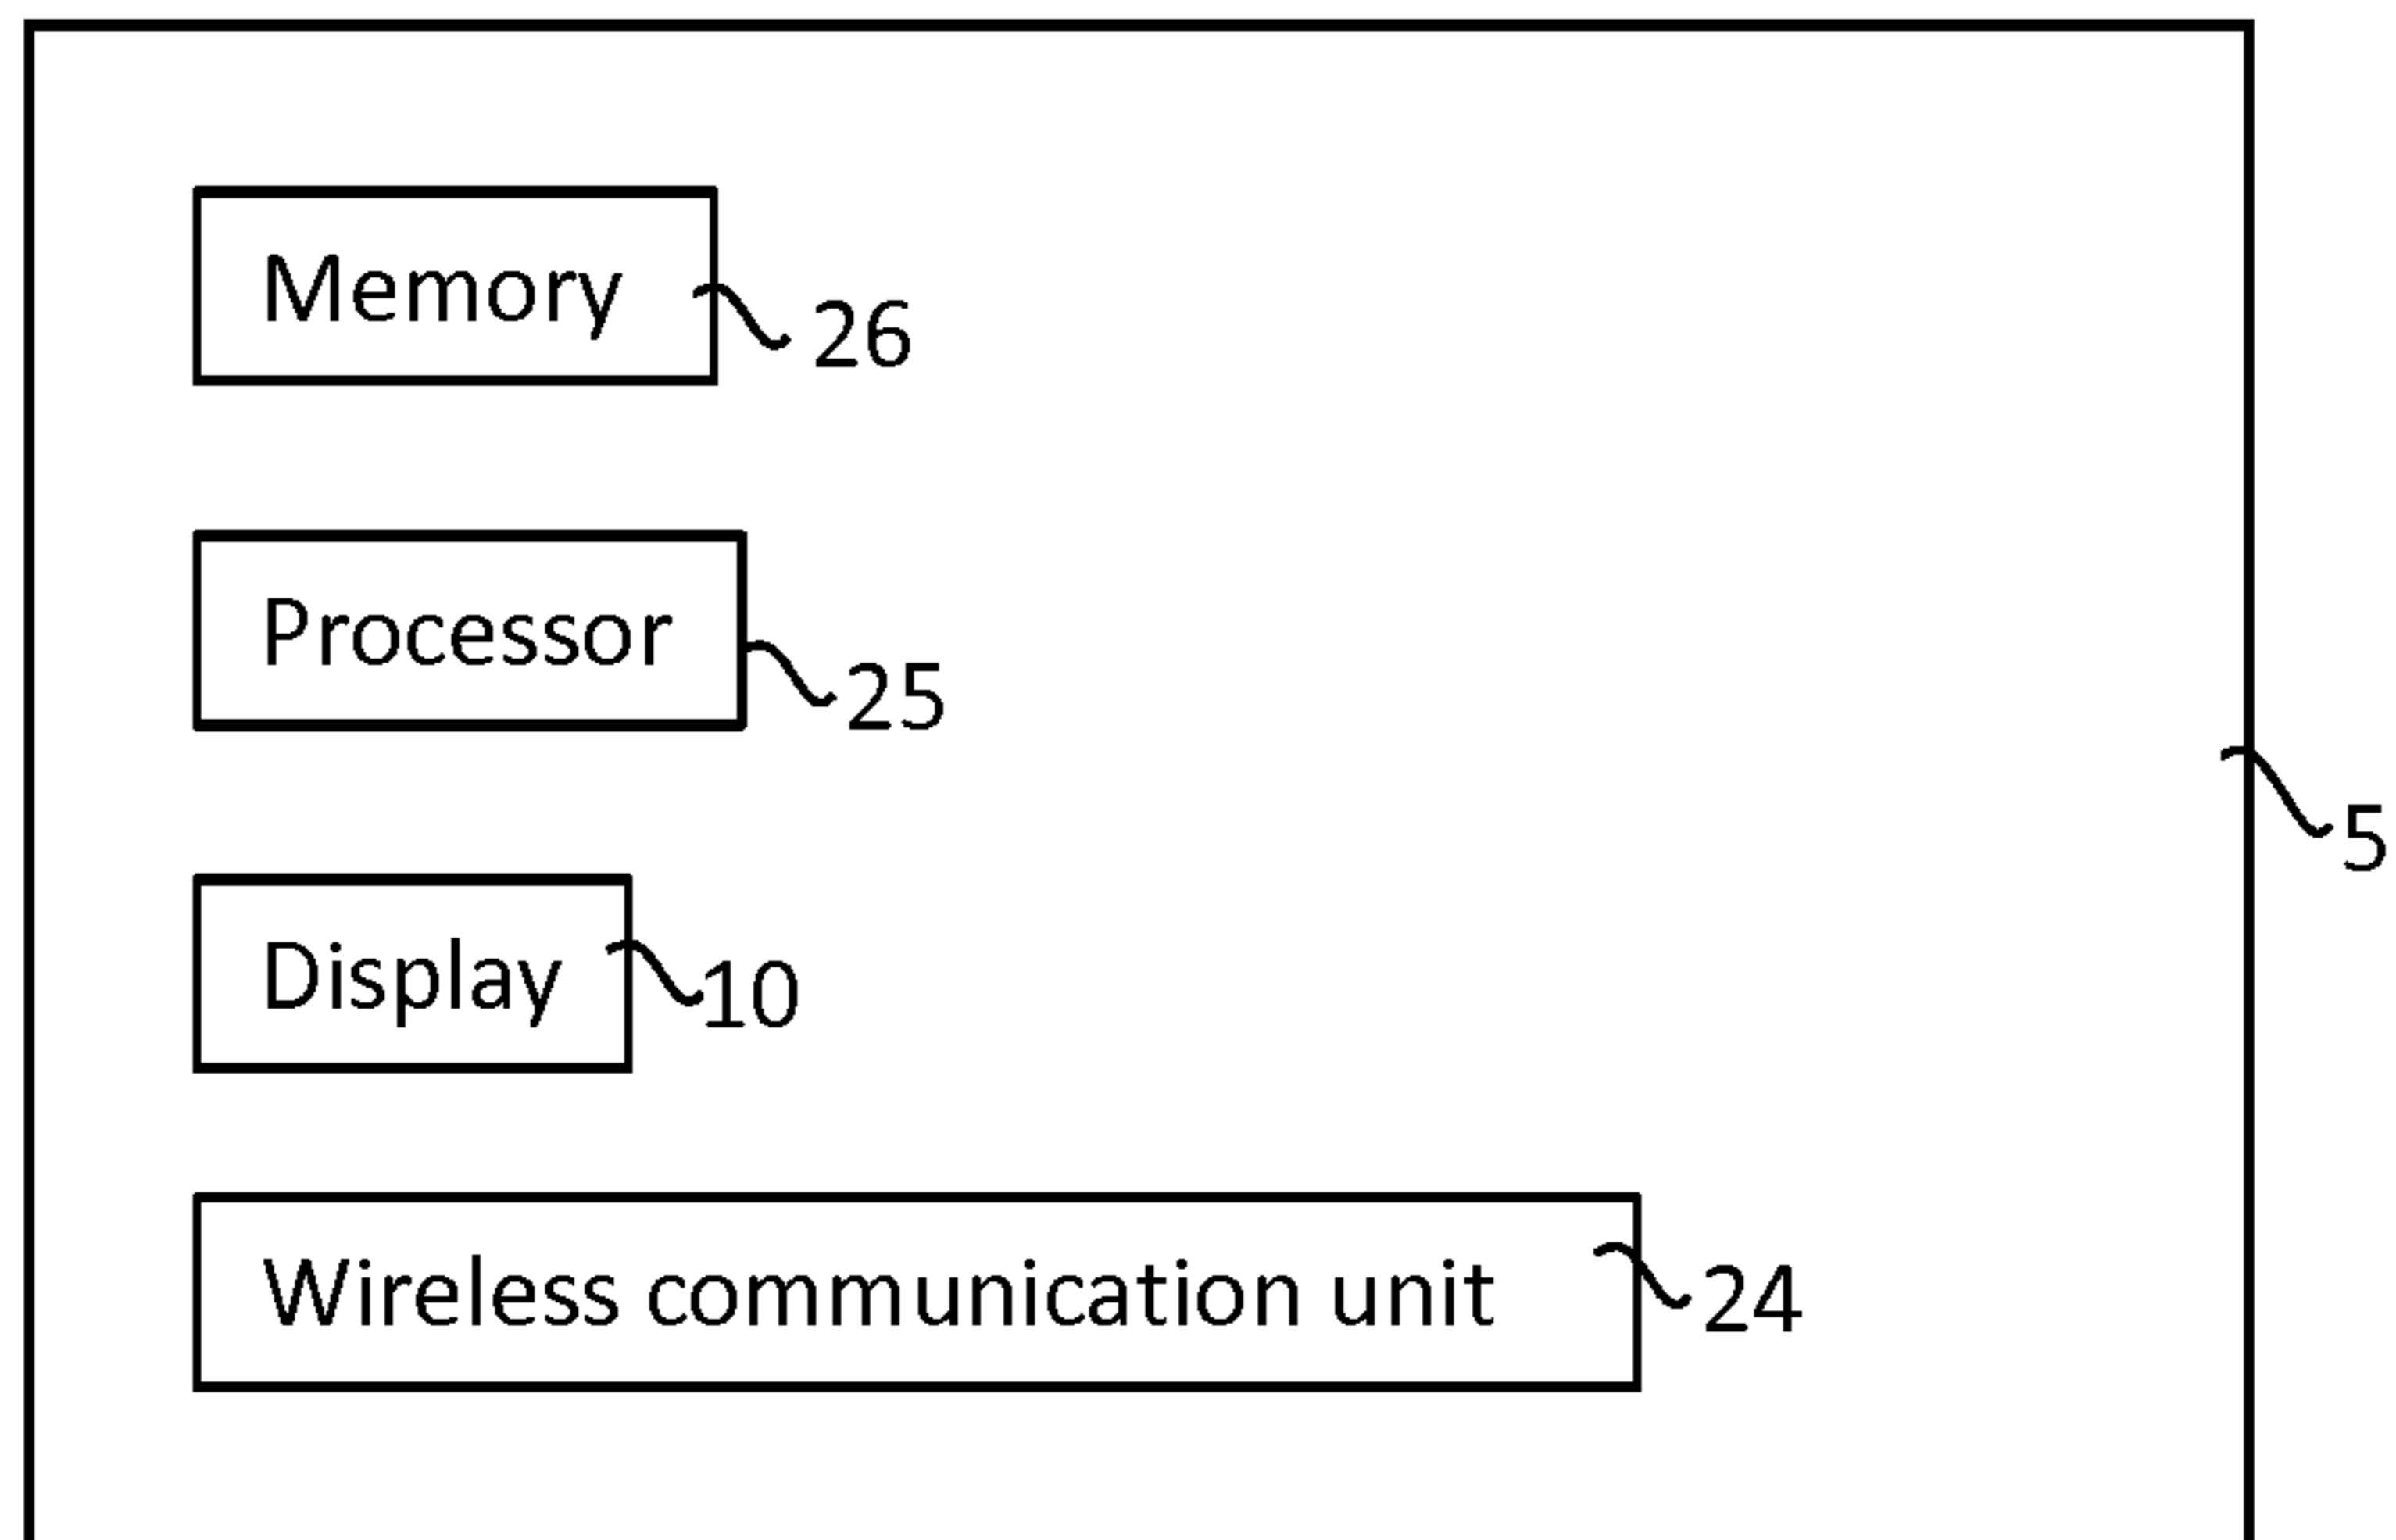 Memory
26
Processor
25
5
Display
10
Wireless communication unit
24